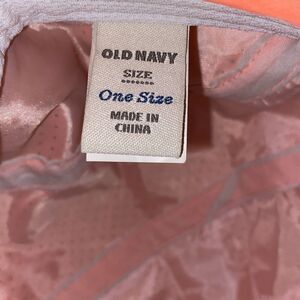 OLD NAVY
SIZE
One Size
MADE IN
CHINA